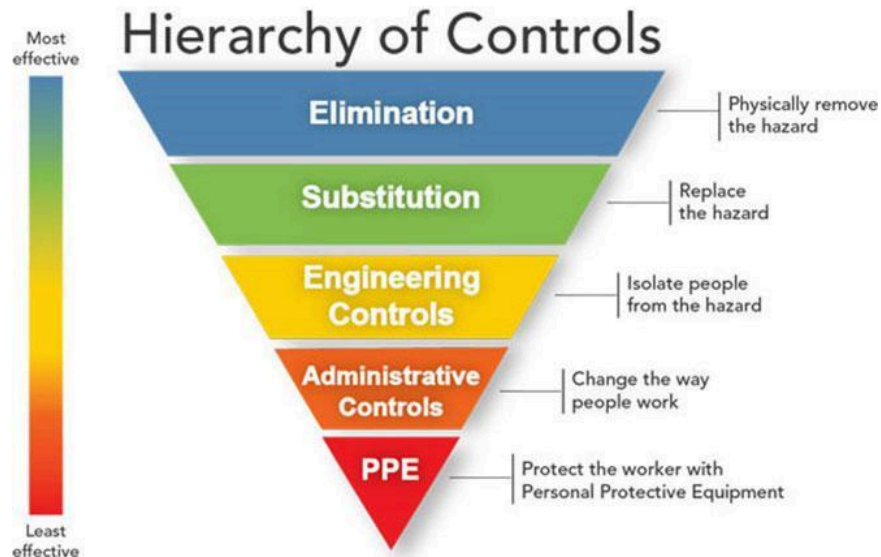 Hierarchy of Controls
Most
effective
Elimination
Physically remove
the hazard
Substitution
Replace
the hazard
Engineering
Controls
Isolate people
from the hazard
Administrative
Controls
Change the way
people work
PPE
Protect the worker with
Personal Protective Equipment
Least
effective